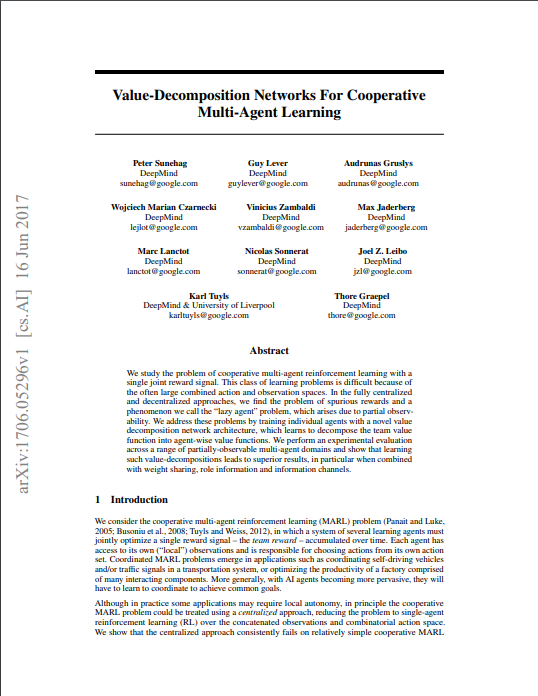 Value-Decomposition Networks For Cooperative
Multi-Agent Learning
Peter Sunehag
DeepMind
sunehag@google.com
Guy Lever
DeepMind
guylever@google.com
Audrunas Gruslys
DeepMind
audrunas@google.com
Wojciech Marian Czarnecki
DeepMind
lejlot@google.com
Vinicius Zambaldi
DeepMind
vzambaldi@google.com
Max Jaderberg
DeepMind
jaderberg@google.com
Marc Lanctot
DeepMind
lanctot@google.com
Nicolas Sonnerat
DeepMind
sonnerat@google.com
Joel Z. Leibo
DeepMind
jzl@google.com
Karl Tuyls
DeepMind & University of Liverpool
karltuyls@google.com
Thore Graepel
DeepMind
thore@google.com
Abstract
We study the problem of cooperative multi-agent reinforcement learning with a
single joint reward signal. This class of learning problems is difficult because of
the often large combined action and observation spaces. In the fully centralized
and decentralized approaches, we find the problem of spurious rewards and a
phenomenon we call the “lazy agent” problem, which arises due to partial observ-
ability. We address these problems by training individual agents with a novel value
decomposition network architecture, which learns to decompose the team value
function into agent-wise value functions. We perform an experimental evaluation
across a range of partially-observable multi-agent domains and show that learning
such value-decompositions leads to superior results, in particular when combined
with weight sharing, role information and information channels.
1 Introduction
We consider the cooperative multi-agent reinforcement learning (MARL) problem (Panait and Luke,
2005; Busoniu et al., 2008; Tuyls and Weiss, 2012), in which a system of several learning agents must
jointly optimize a single reward signal – the team reward – accumulated over time. Each agent has
access to its own (“local”) observations and is responsible for choosing actions from its own action
set. Coordinated MARL problems emerge in applications such as coordinating self-driving vehicles
and/or traffic signals in a transportation system, or optimizing the productivity of a factory comprised
of many interacting components. More generally, with AI agents becoming more pervasive, they will
have to learn to coordinate to achieve common goals.
Although in practice some applications may require local autonomy, in principle the cooperative
MARL problem could be treated using a centralized approach, reducing the problem to single-agent
reinforcement learning (RL) over the concatenated observations and combinatorial action space.
We show that the centralized approach consistently fails on relatively simple cooperative MARL
arXiv:1706.05296v1 [cs.AI] 16 Jun 2017